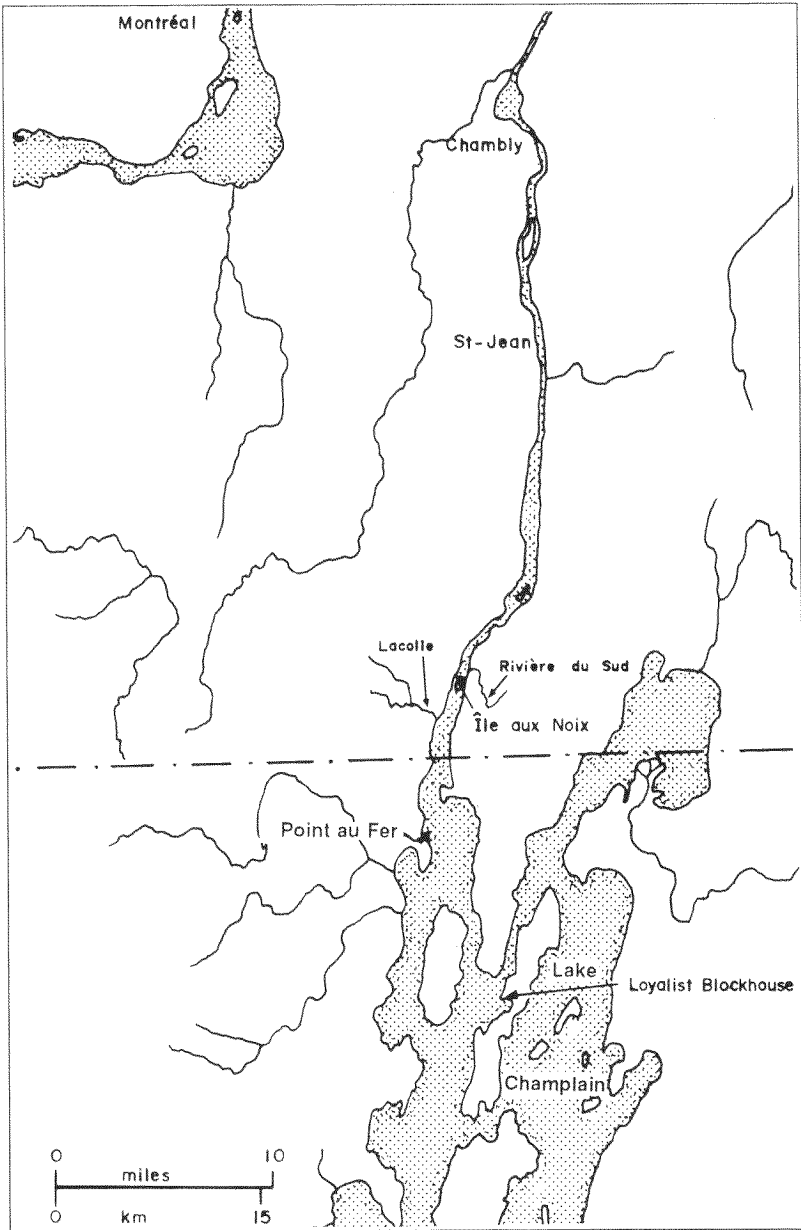 Montréal
Chambly
St-Jean
Lacolle
Rivière du Sud
Île aux Noix
Point au Fer
Lake
Loyalist Blockhouse
Champlain
0 10
miles
0 km 15